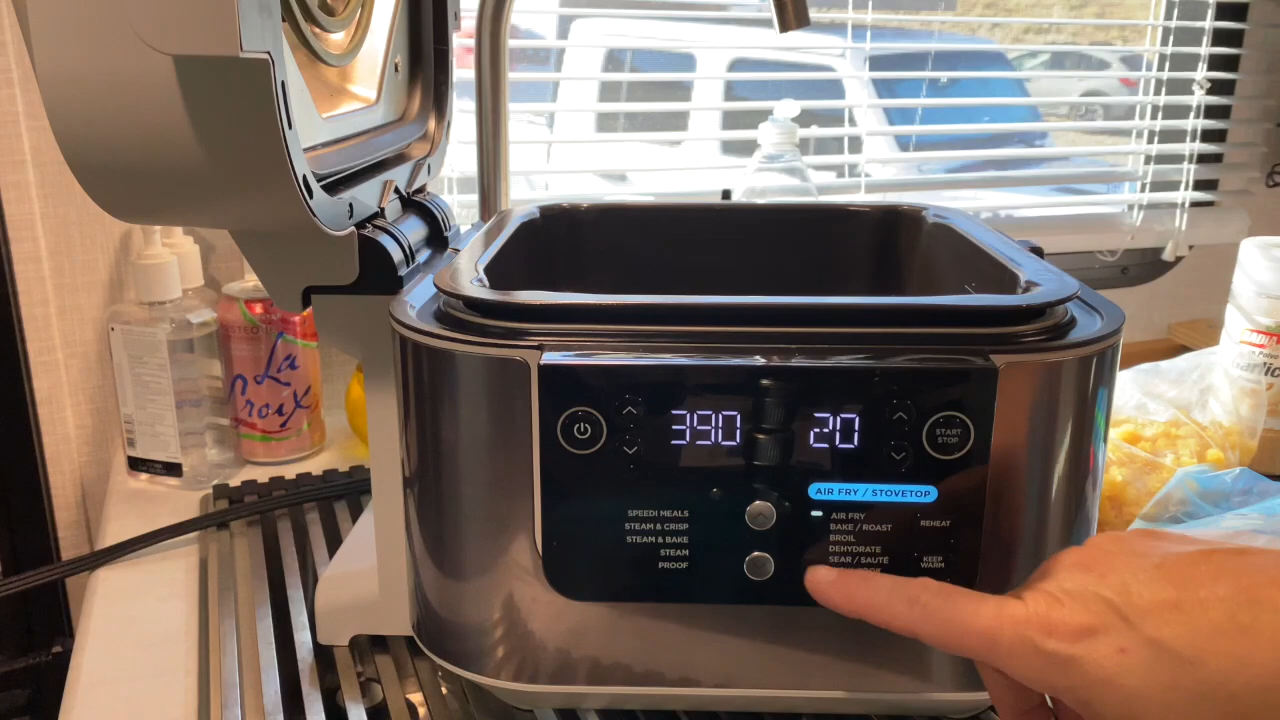 La
Croix
390
20
START
STOP
AIR FRY / STOVETOP
SPEEDI MEALS
STEAM & CRISP
STEAM & BAKE
STEAM
PROOF
AIR FRY
BAKE / ROAST
BROIL
DEHYDRATE
SEAR / SAUTÉ
REHEAT
KEEP
WARM